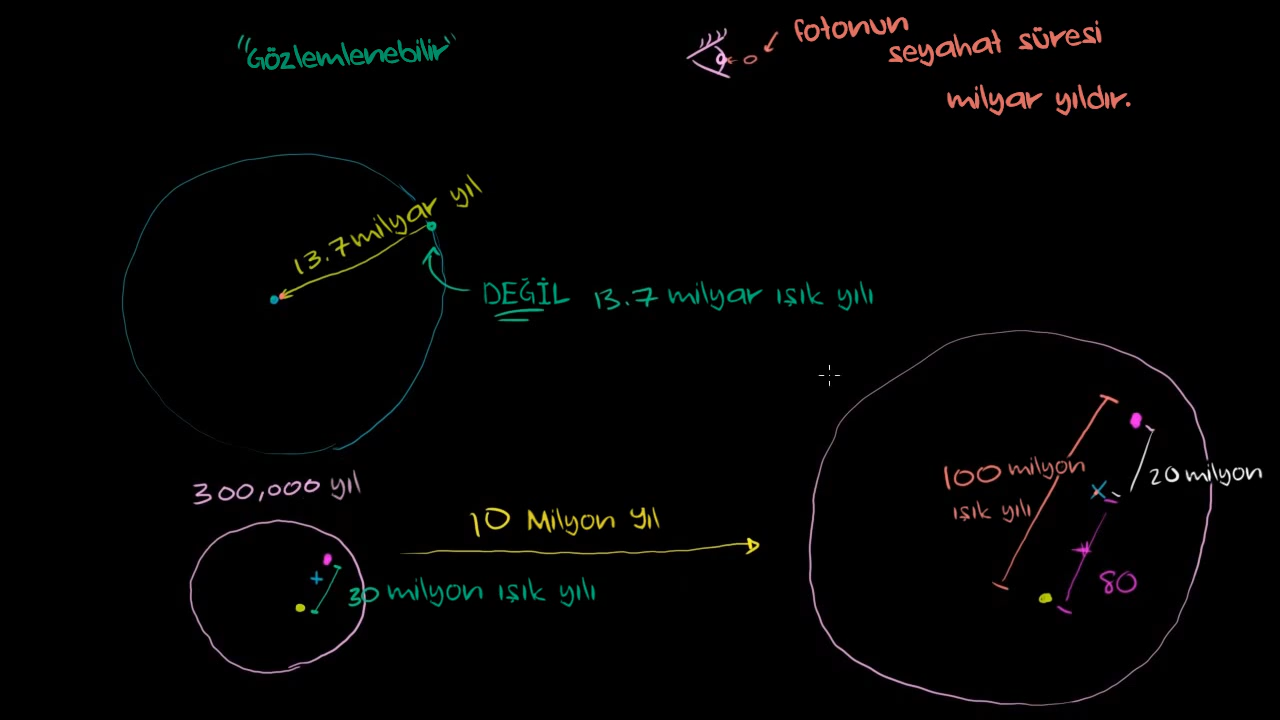 "Gözlemlenebilir"
fotonun
seyahat süresi
milyar yıldır.
13.7 milyar yıl
DEĞİL 13.7 milyar ışık yılı
300,000 yıl
10 Milyon yıl
30 milyon ışık yılı
100 milyon
ışık yılı
20 milyon
80